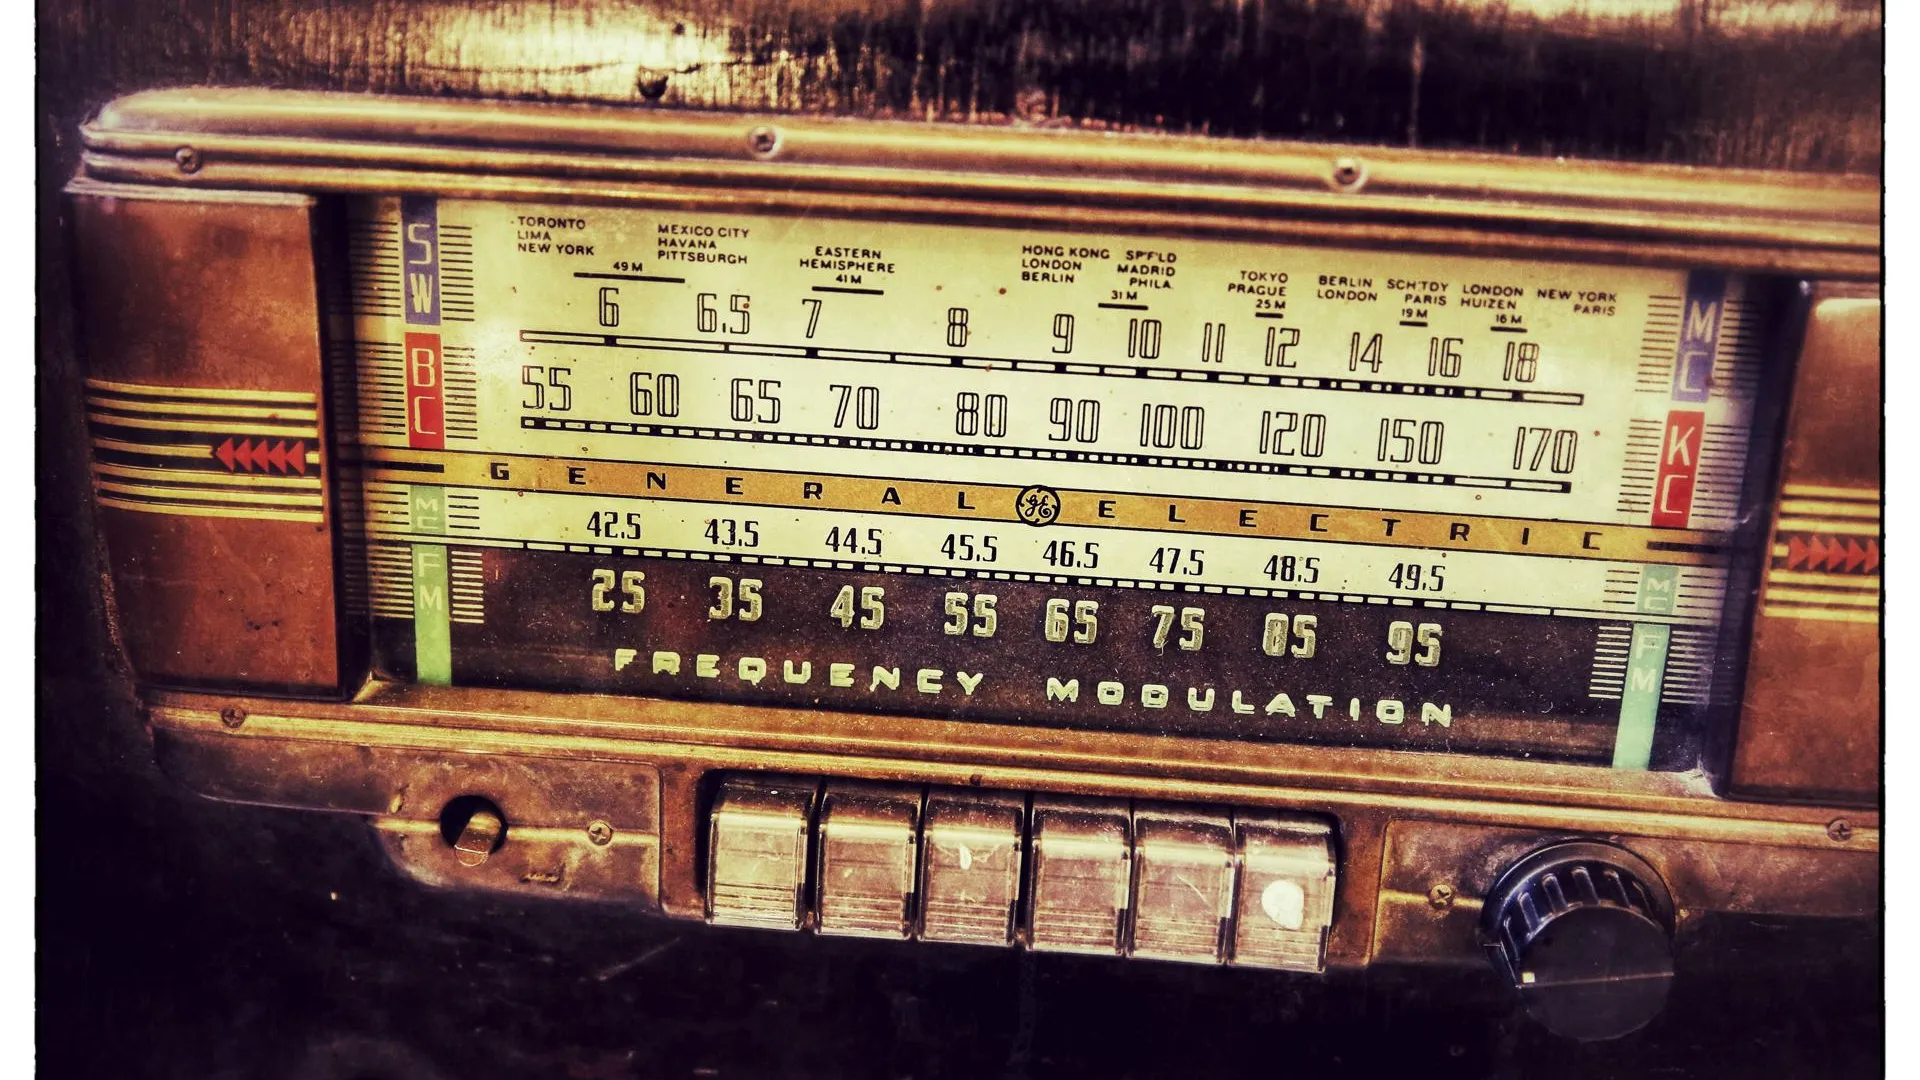 TORONTO
LIMA
NEW YORK
49 M
MEXICO CITY
HAVANA
PITTSBURGH
EASTERN
HEMISPHERE
41 M
HONG KONG
LONDON
BERLIN
SP'F'LD
MADRID
PHILA.
31 M
TOKYO
PRAGUE
25 M
BERLIN
LONDON
SCH'TDY
PARIS
19 M
LONDON
HUIZEN
16 M
NEW YORK
PARIS
SW 6 6.5 7 8 9 10 11 12 14 16 18 MC
BC 55 60 65 70 80 90 100 120 150 170 KC
GENERAL GE ELECTRIC
MC 42.5 43.5 44.5 45.5 46.5 47.5 48.5 49.5 MC
FM 25 35 45 55 65 75 85 95 FM
FREQUENCY MODULATION